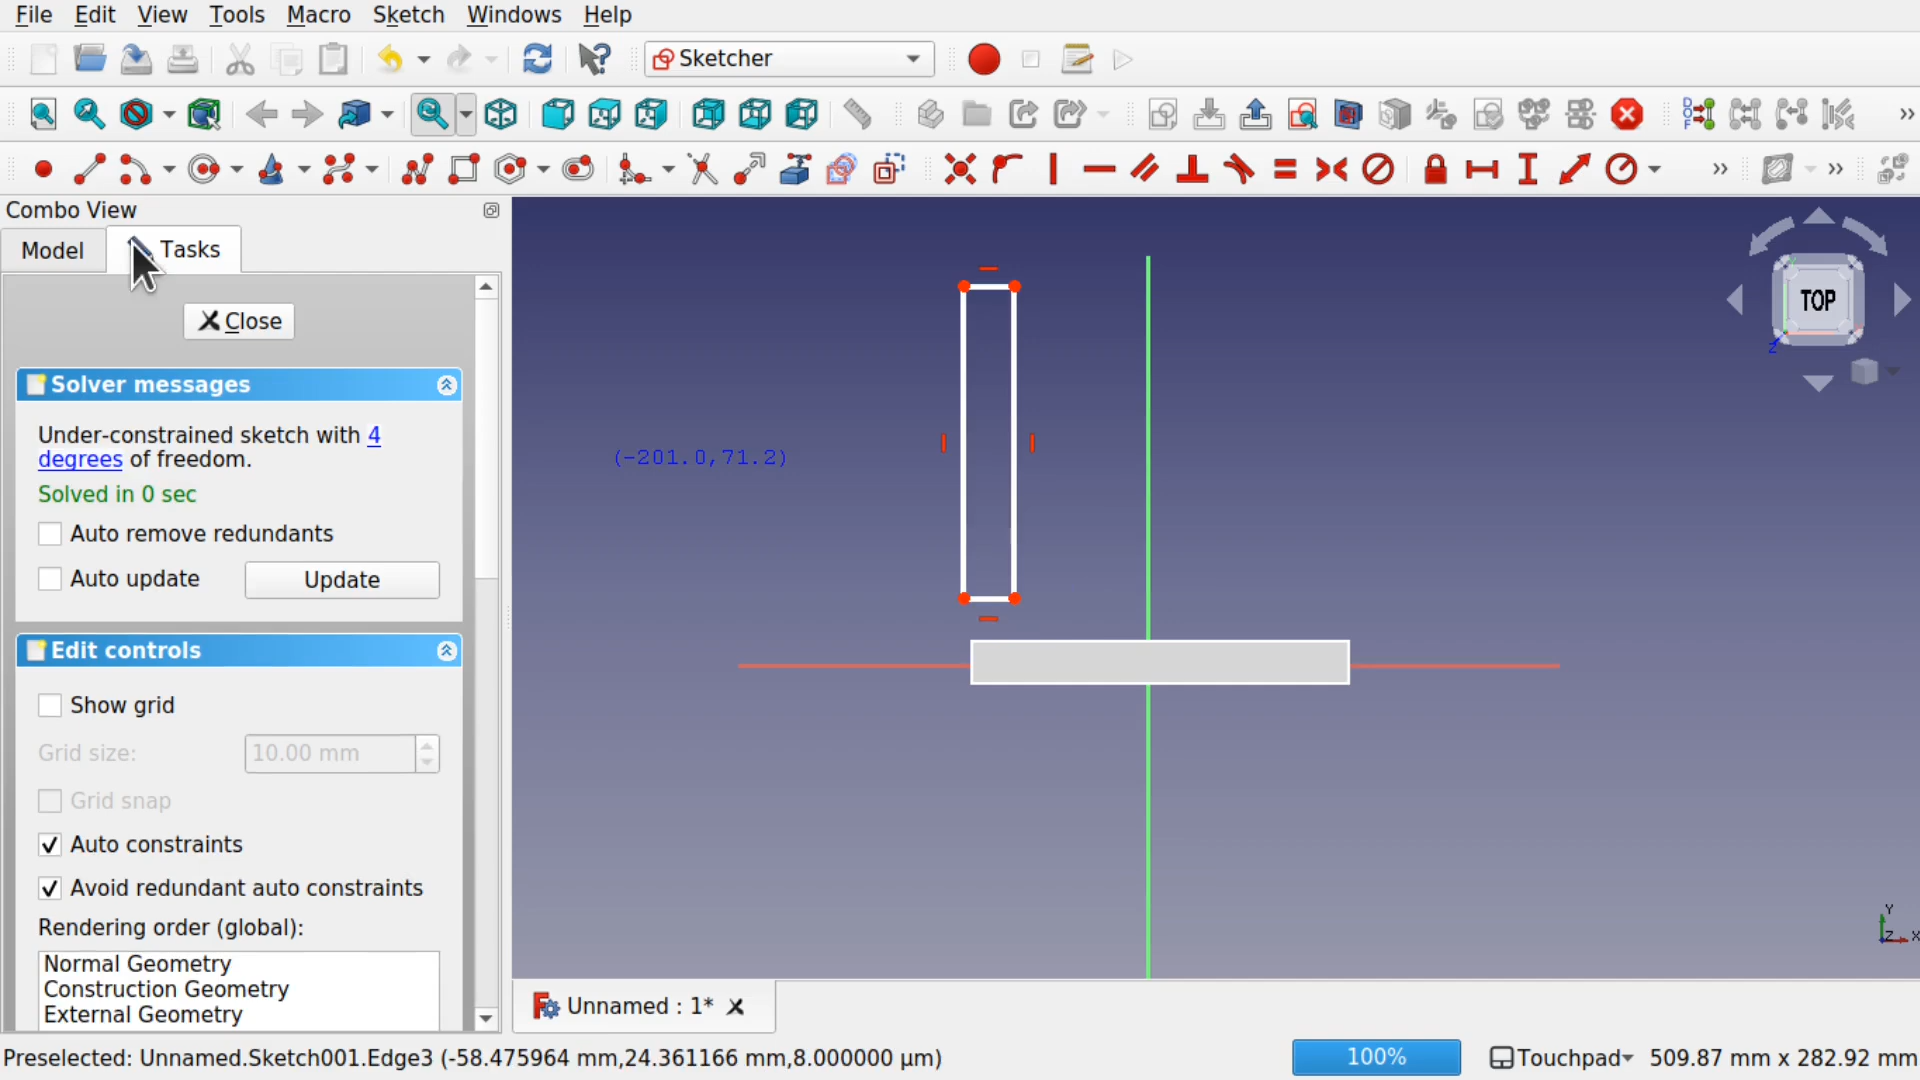 File Edit View Tools Macro Sketch Windows Help
Sketcher
DOF
»
» »
Combo View
Model Tasks
Close
Solver messages
Under-constrained sketch with 4
degrees of freedom.
Solved in 0 sec
Auto remove redundants
Auto update Update
Edit controls
Show grid
Grid size: 10.00 mm
Grid snap
Auto constraints
Avoid redundant auto constraints
Rendering order (global):
Normal Geometry
Construction Geometry
External Geometry
(-201.0,71.2)
TOP
Z
Y
Z X
Unnamed : 1*
Preselected: Unnamed.Sketch001.Edge3 (-58.475964 mm,24.361166 mm,8.000000 μm)
100%
Touchpad 509.87 mm x 282.92 mm